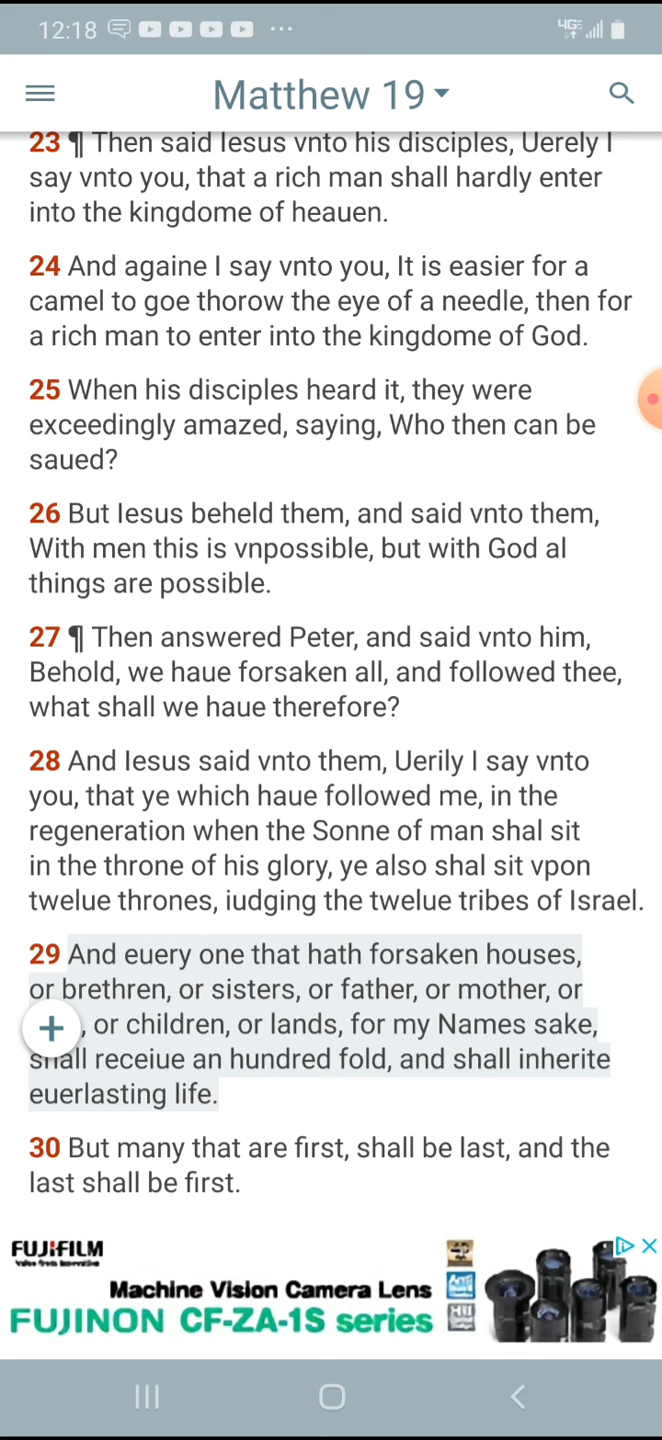 12:18
4GE
Matthew 19
23 ¶ Then said Iesus vnto his disciples, Uerely I
say vnto you, that a rich man shall hardly enter
into the kingdome of heauen.
24 And againe I say vnto you, It is easier for a
camel to goe thorow the eye of a needle, then for
a rich man to enter into the kingdome of God.
25 When his disciples heard it, they were
exceedingly amazed, saying, Who then can be
saued?
26 But Iesus beheld them, and said vnto them,
With men this is vnpossible, but with God al
things are possible.
27 ¶ Then answered Peter, and said vnto him,
Behold, we haue forsaken all, and followed thee,
what shall we haue therefore?
28 And Iesus said vnto them, Uerily I say vnto
you, that ye which haue followed me, in the
regeneration when the Sonne of man shal sit
in the throne of his glory, ye also shal sit vpon
twelue thrones, iudging the twelue tribes of Israel.
29 And euery one that hath forsaken houses,
or brethren, or sisters, or father, or mother, or
, or children, or lands, for my Names sake,
shall receiue an hundred fold, and shall inherite
euerlasting life.
30 But many that are first, shall be last, and the
last shall be first.
FUJIFILM
Value from Innovation
Machine Vision Camera Lens
FUJINON CF-ZA-1S series